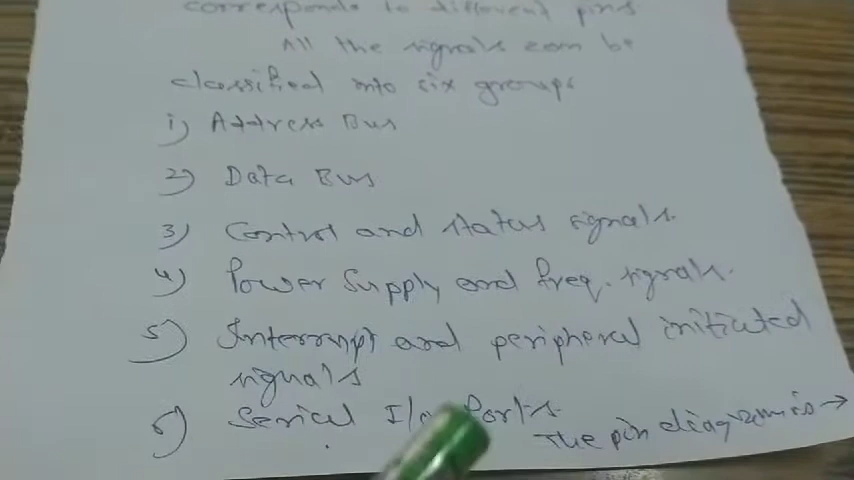 corresponds to different pins
All the signals can be
classified into six groups
1) Address Bus
2) Data Bus
3) Control and status signals.
4) Power Supply and freq. signals.
5) Interrupt and peripheral initiated
signals
6) Serial I/o Ports.
The pin diagram is →